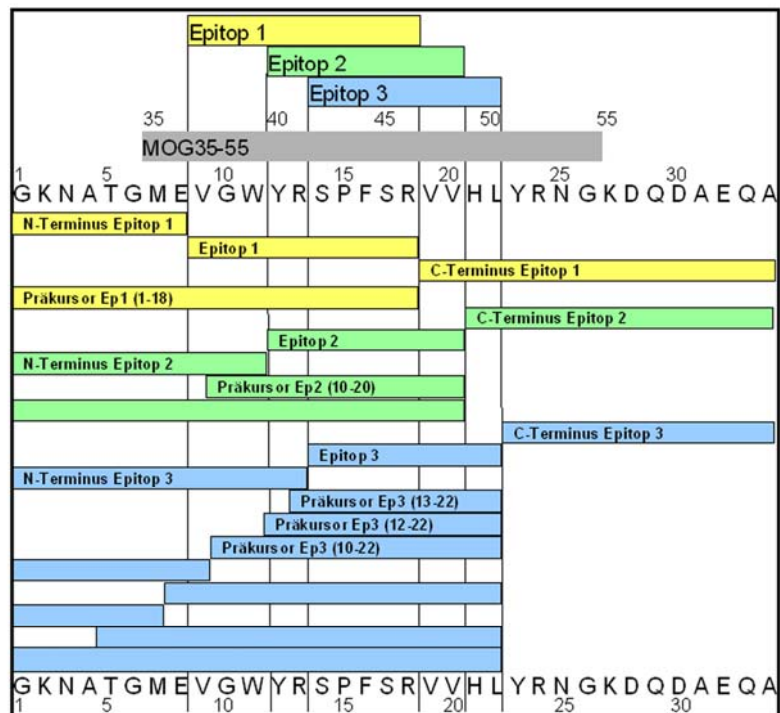 Epitop 1
Epitop 2
Epitop 3
35 40 45 50 55
MOG35-55
1 5 10 15 20 25 30
G K N A T G M E V G W Y R S P F S R V V H L Y R N G K D Q D A E Q A
N-Terminus Epitop 1
Epitop 1
C-Terminus Epitop 1
Präkursor Ep1 (1-18)
C-Terminus Epitop 2
Epitop 2
N-Terminus Epitop 2
Präkursor Ep2 (10-20)
C-Terminus Epitop 3
Epitop 3
N-Terminus Epitop 3
Präkursor Ep3 (13-22)
Präkursor Ep3 (12-22)
Präkursor Ep3 (10-22)
G K N A T G M E V G W Y R S P F S R V V H L Y R N G K D Q D A E Q A
1 5 10 15 20 25 30